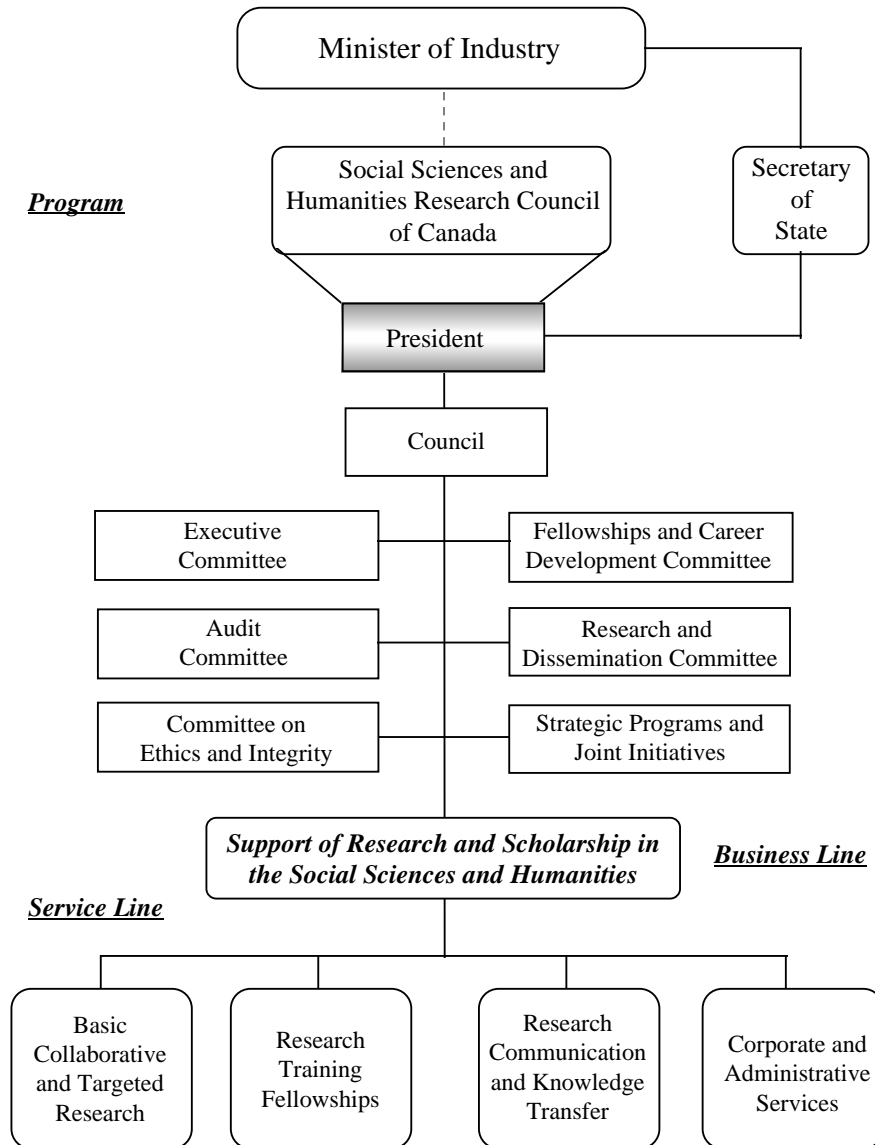 Minister of Industry
Social Sciences and
Humanities Research Council
of Canada
Secretary
of
State
Program
President
Council
Executive
Committee
Fellowships and Career
Development Committee
Audit
Committee
Research and
Dissemination Committee
Committee on
Ethics and Integrity
Strategic Programs and
Joint Initiatives
Support of Research and Scholarship in
the Social Sciences and Humanities
Business Line
Service Line
Basic
Collaborative
and Targeted
Research
Research
Training
Fellowships
Research
Communication
and Knowledge
Transfer
Corporate and
Administrative
Services